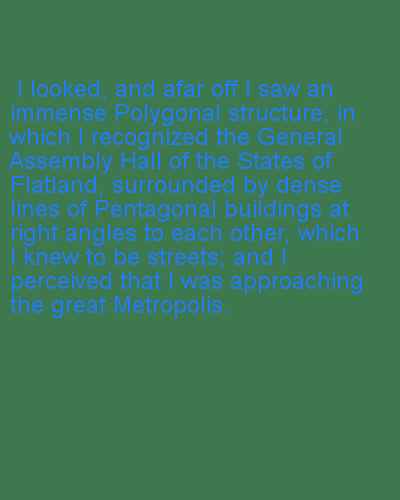 I looked, and afar off I saw an
immense Polygonal structure, in
which I recognized the General
Assembly Hall of the States of
Flatland, surrounded by dense
lines of Pentagonal buildings at
right angles to each other, which
I knew to be streets; and I
perceived that I was approaching
the great Metropolis.